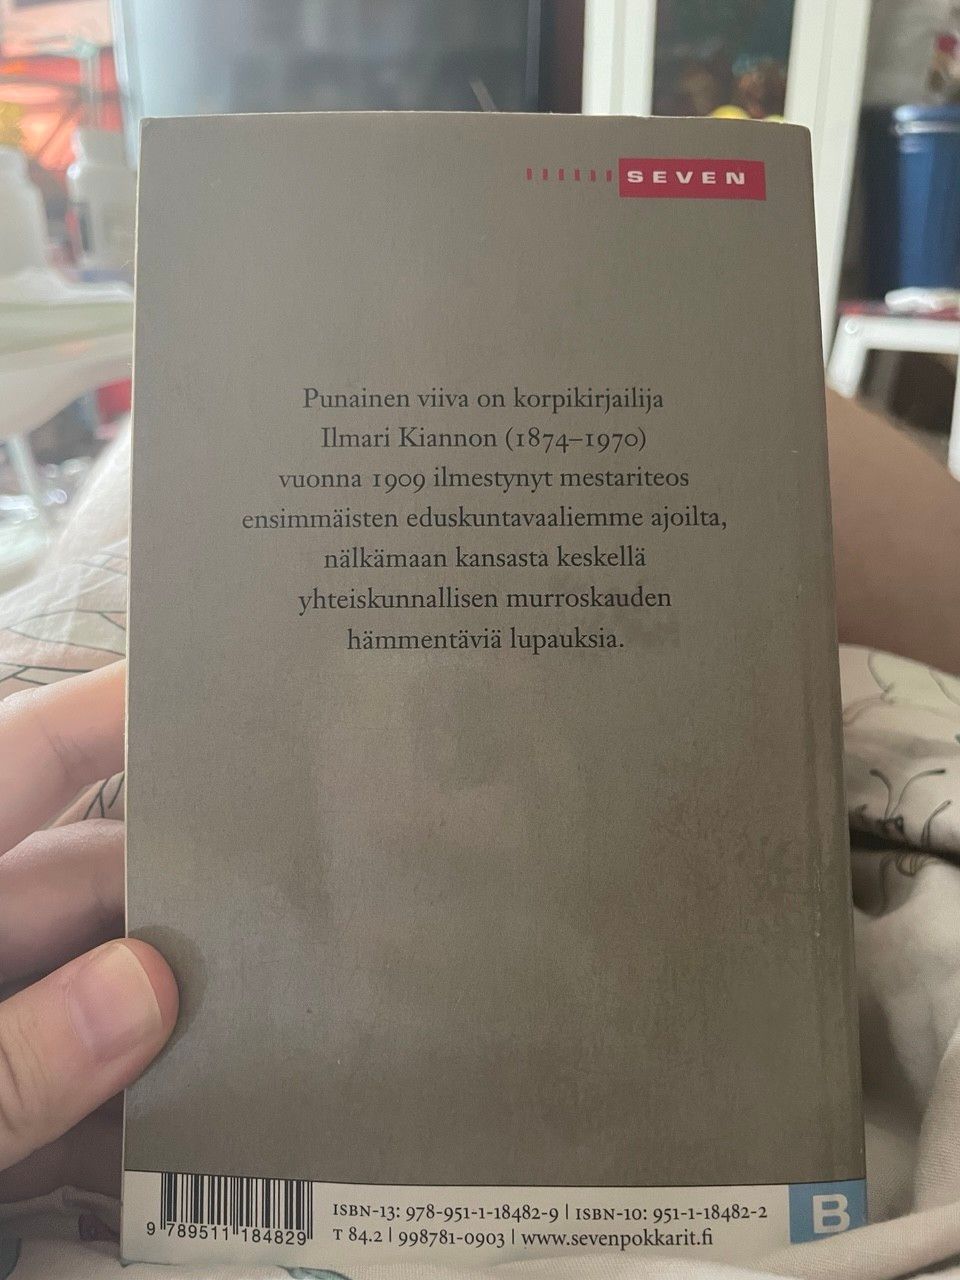 SEVEN
Punainen viiva on korpikirjailija
Ilmari Kiannon (1874–1970)
vuonna 1909 ilmestynyt mestariteos
ensimmäisten eduskuntavaaliemme ajoilta,
nälkämaan kansasta keskellä
yhteiskunnallisen murroskauden
hämmentäviä lupauksia.
9 789511 184829
ISBN-13: 978-951-1-18482-9 | ISBN-10: 951-1-18482-2
T 84.2 | 998781-0903 | www.sevenpokkarit.fi
B